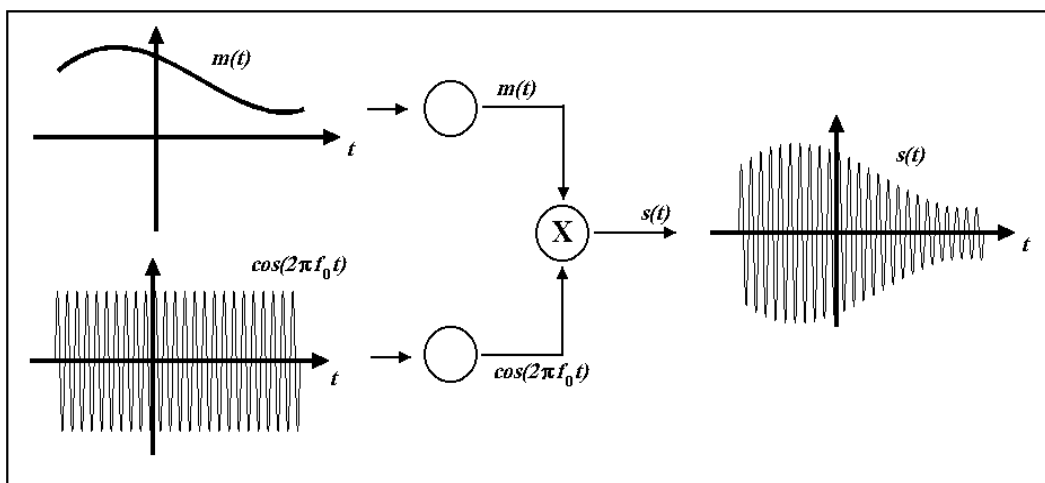 m(t)
t
m(t)
cos(2πf₀t)
t
cos(2πf₀t)
X
s(t)
s(t)
t